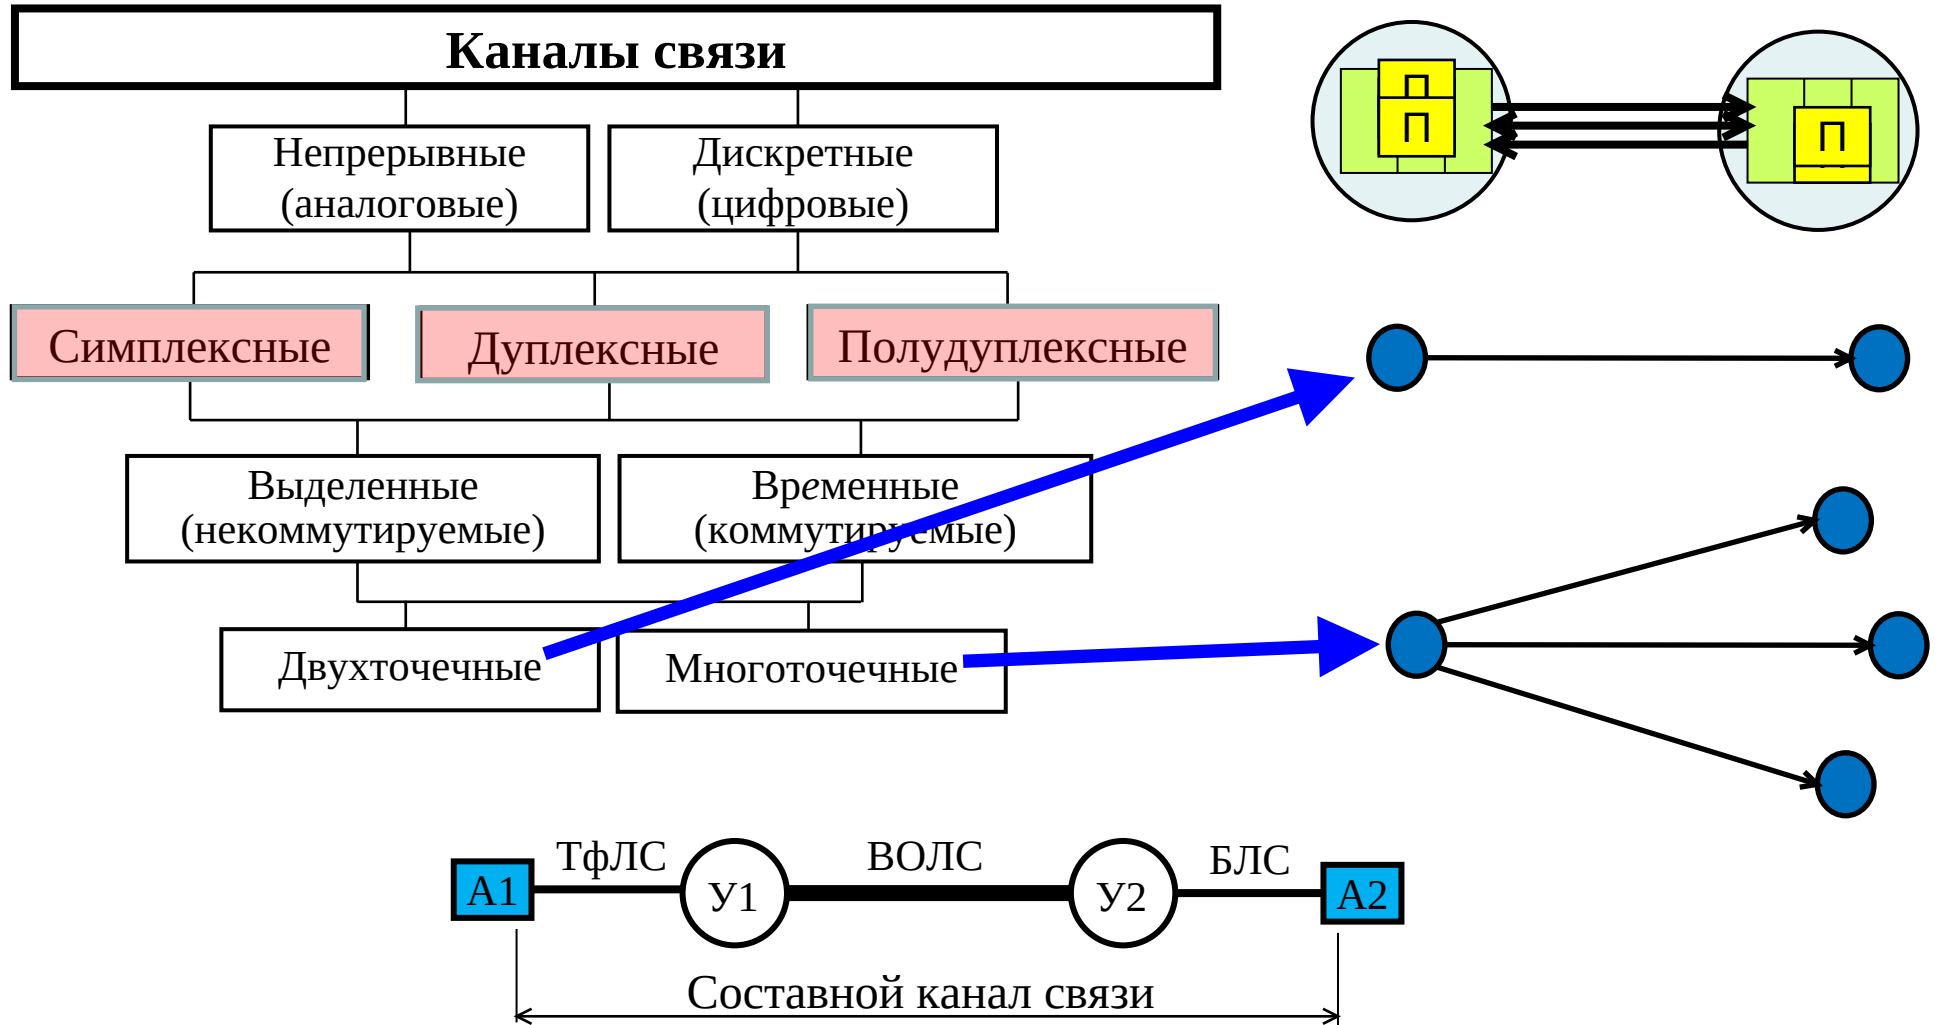 Каналы связи
Непрерывные
(аналоговые)
Дискретные
(цифровые)
П
П
П
Симплексные
Дуплексные
Полудуплексные
Выделенные
(некоммутируемые)
Временные
(коммутируемые)
Двухточечные
Многоточечные
ТфЛС
ВОЛС
БЛС
А1
У1
У2
А2
Составной канал связи